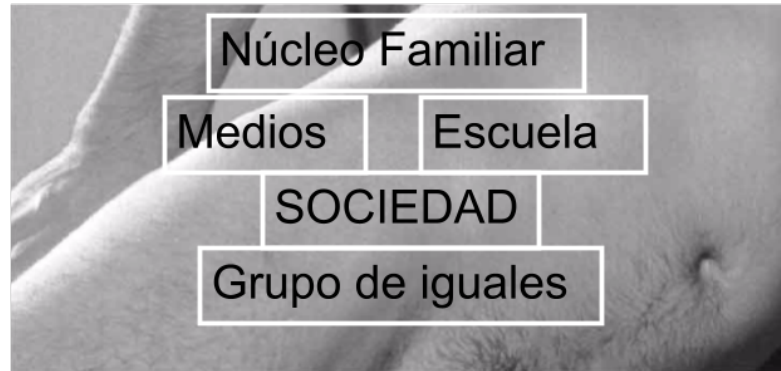 Núcleo Familiar
Medios Escuela
SOCIEDAD
Grupo de iguales